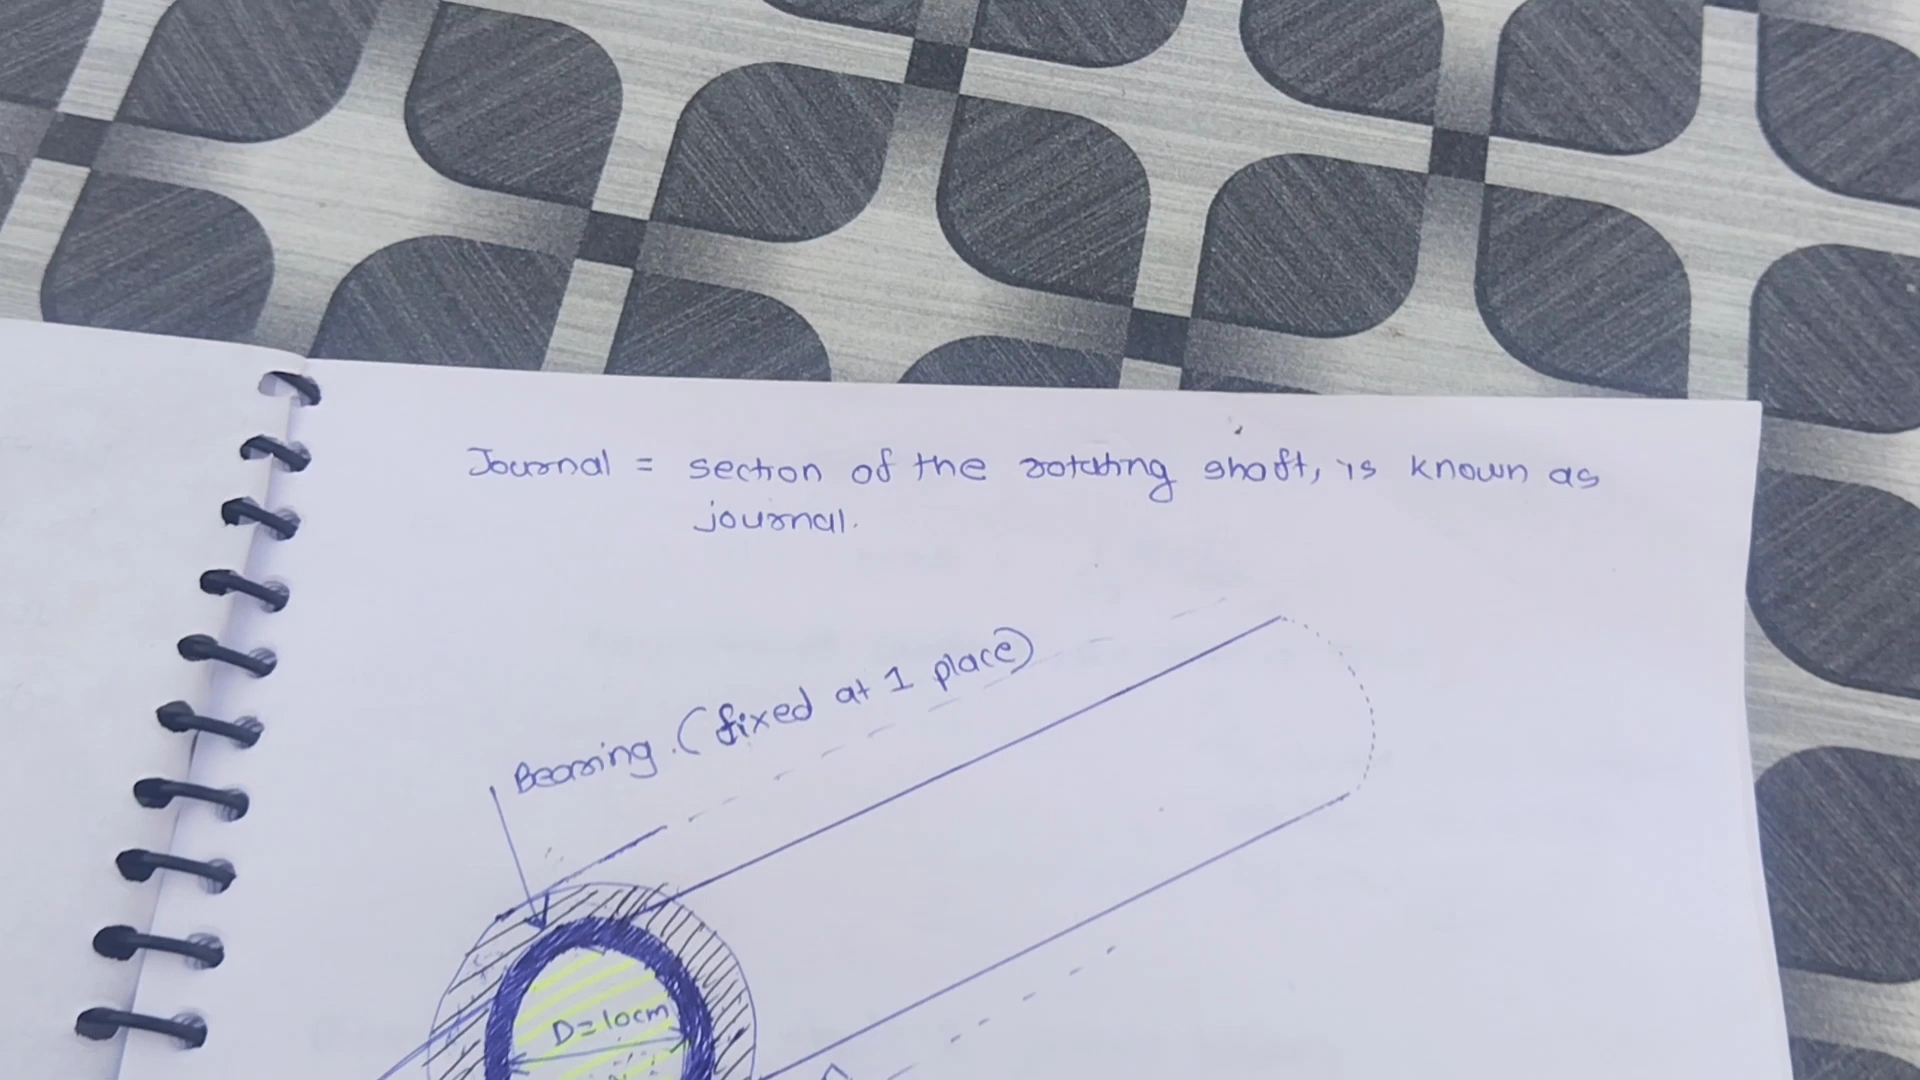 Journal = section of the rotating shaft, is known as
journal.
Bearing. (fixed at 1 place)
D=10cm